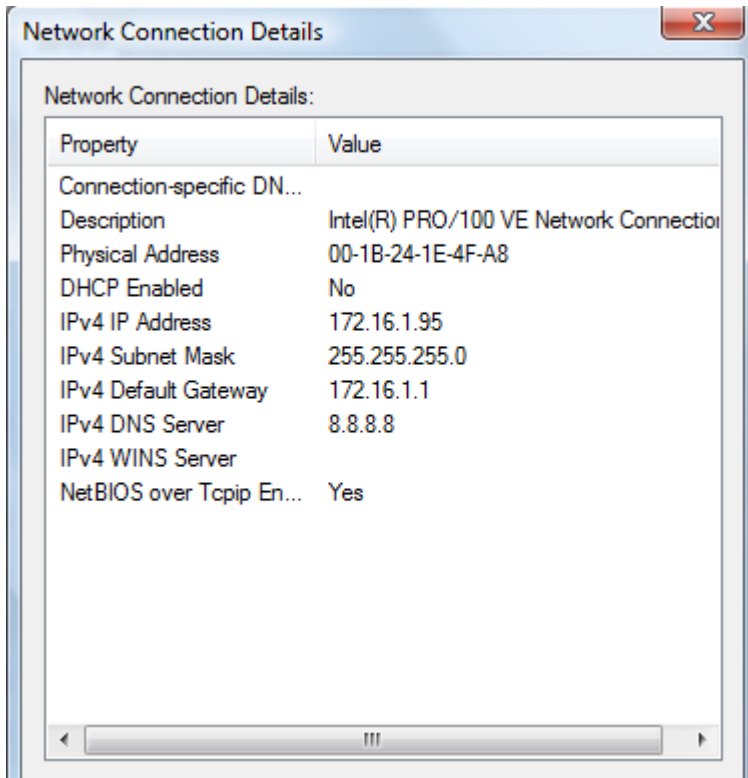 Network Connection Details
Network Connection Details:
Property Value
Connection-specific DN...
Description Intel(R) PRO/100 VE Network Connection
Physical Address 00-1B-24-1E-4F-A8
DHCP Enabled No
IPv4 IP Address 172.16.1.95
IPv4 Subnet Mask 255.255.255.0
IPv4 Default Gateway 172.16.1.1
IPv4 DNS Server 8.8.8.8
IPv4 WINS Server
NetBIOS over Tcpip En... Yes